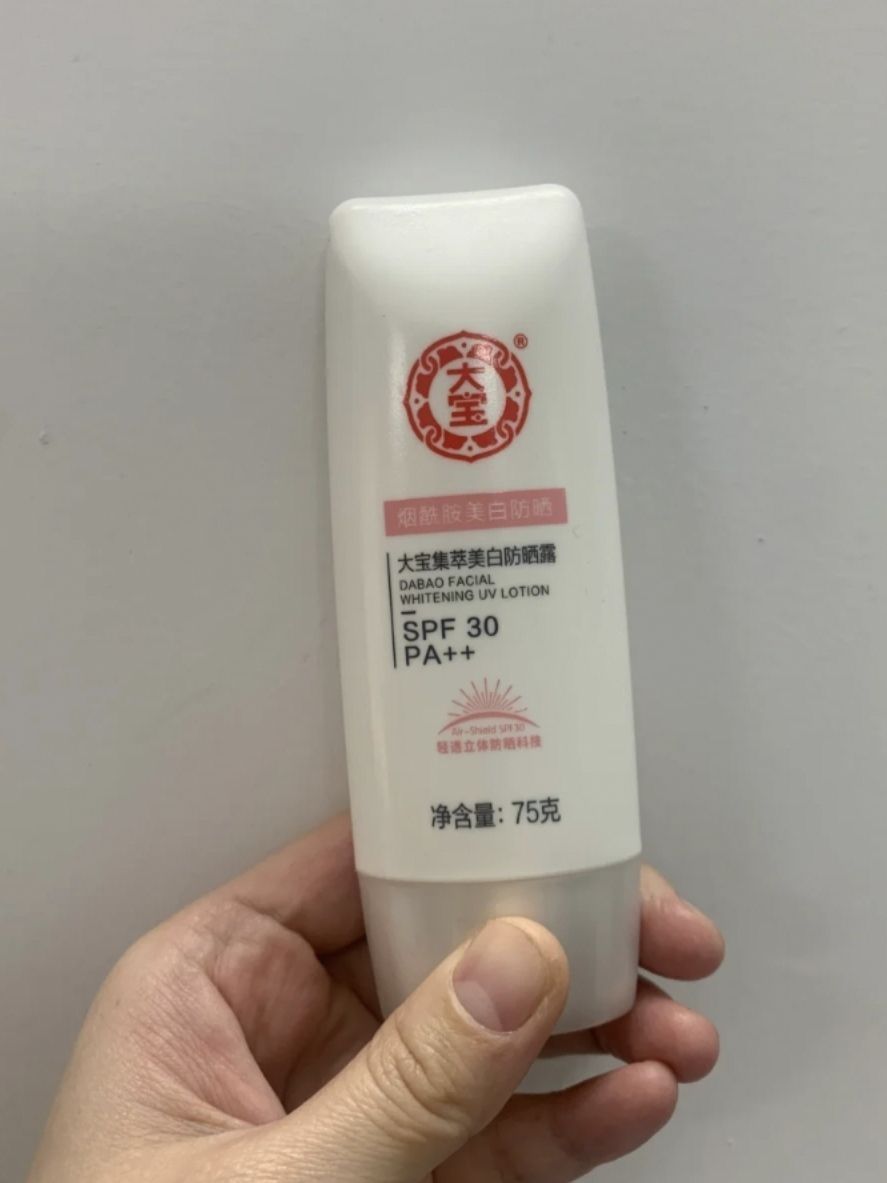 大宝
®
烟酰胺美白防晒
大宝集萃美白防晒露
DABAO FACIAL
WHITENING UV LOTION
SPF 30
PA++
Air-Shield SPF30
轻透立体防晒科技
净含量：75克